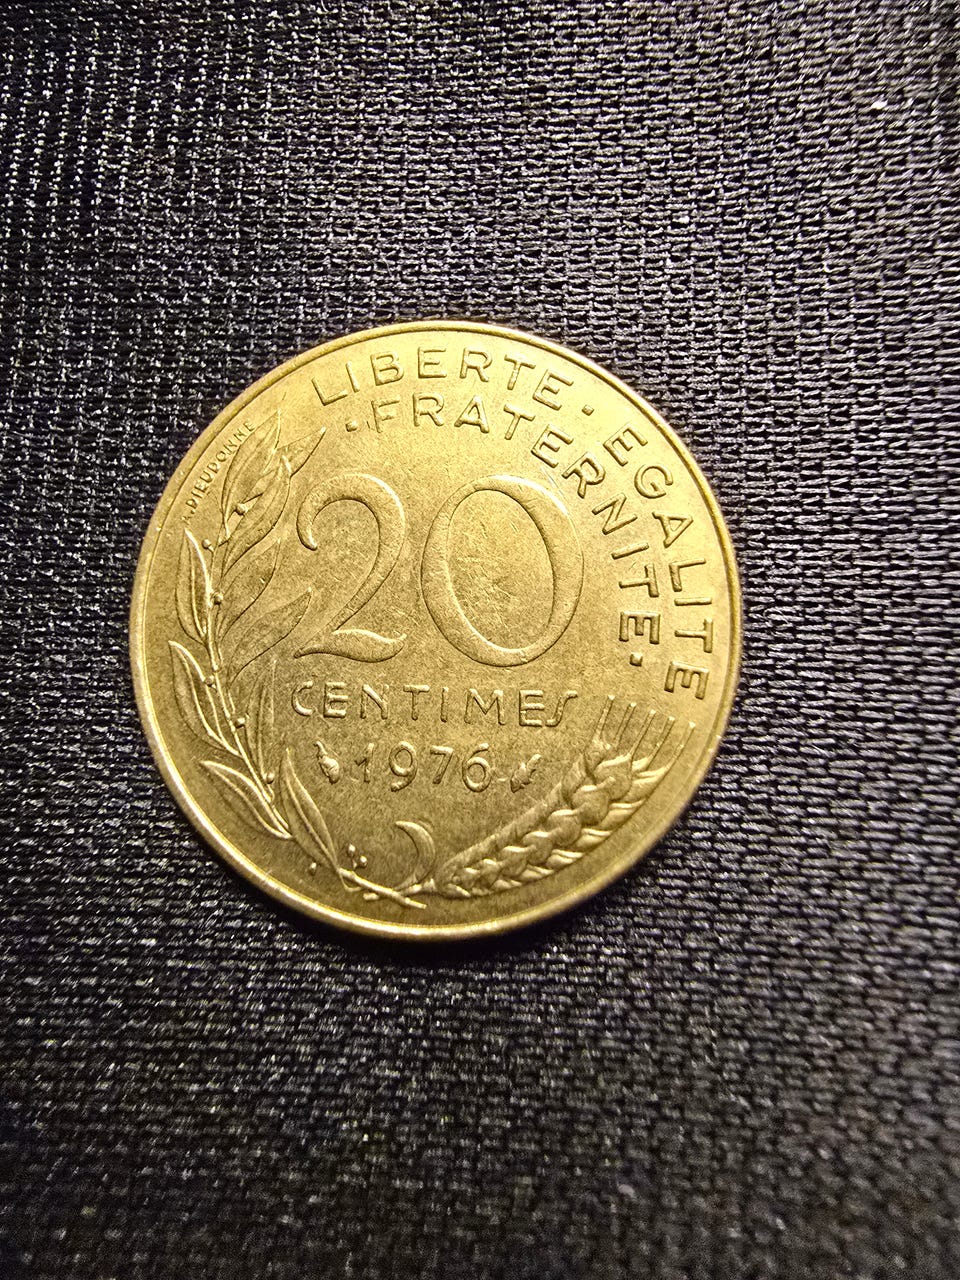 LIBERTE · EGALITE
· FRATERNITE ·
A.DIEUDONNE
20
CENTIMES
1976